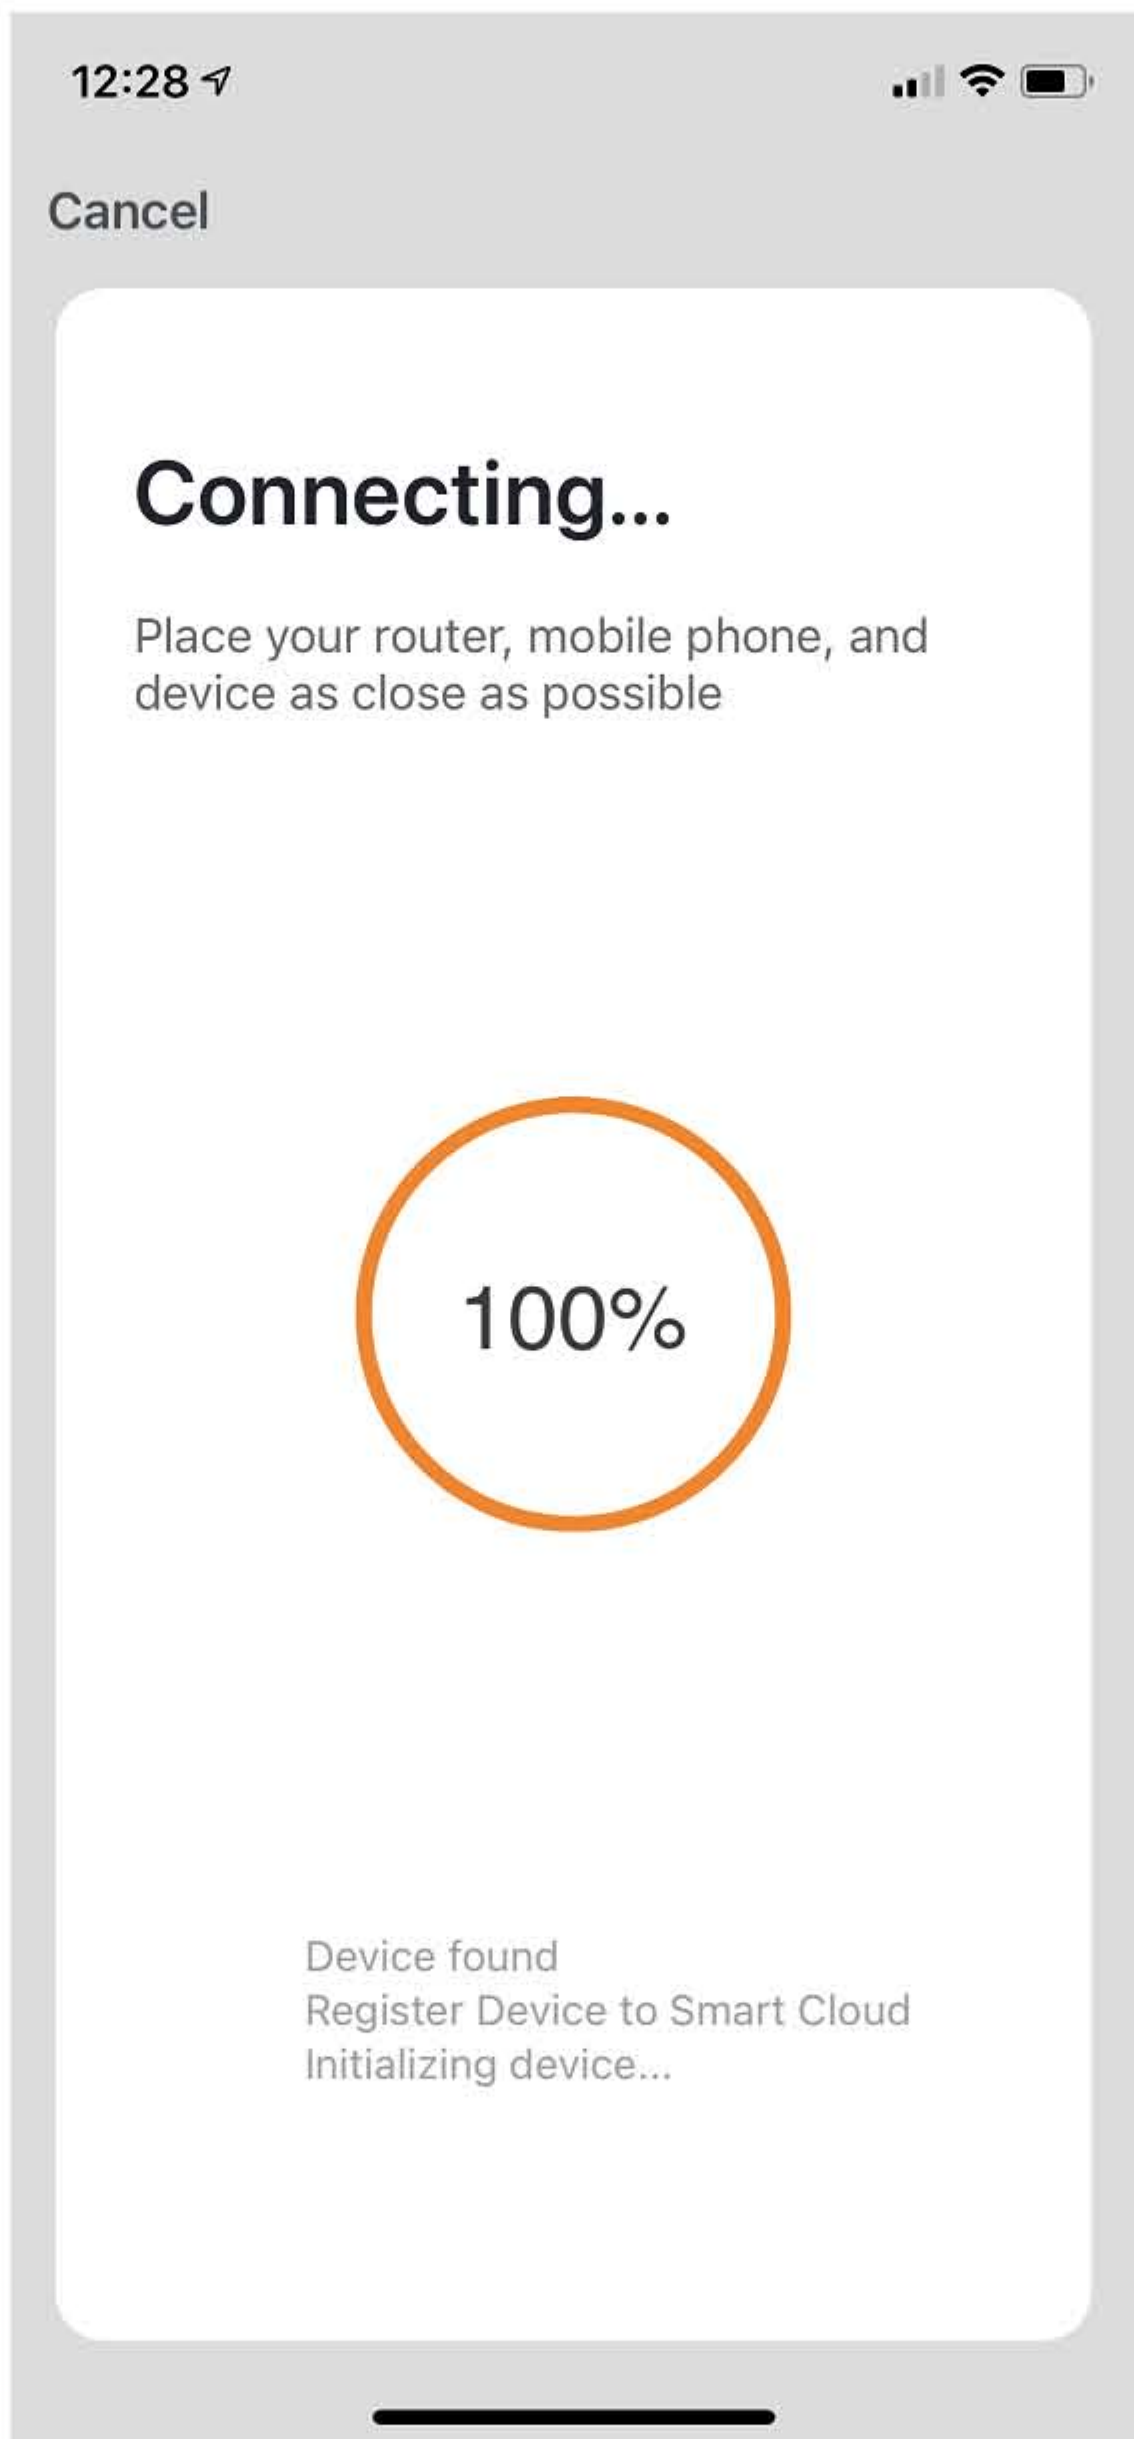 12:28
Cancel
Connecting...
Place your router, mobile phone, and
device as close as possible
100%
Device found
Register Device to Smart Cloud
Initializing device...